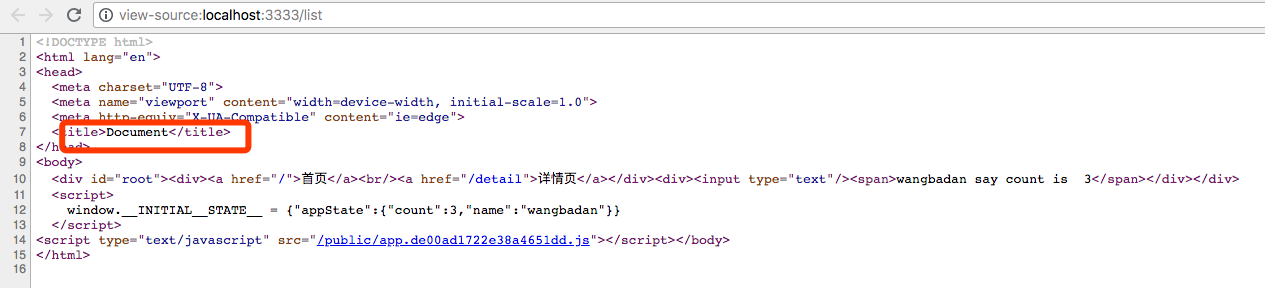 view-source:localhost:3333/list
1 <!DOCTYPE html>
2 <html lang="en">
3 <head>
4 <meta charset="UTF-8">
5 <meta name="viewport" content="width=device-width, initial-scale=1.0">
6 <meta http-equiv="X-UA-Compatible" content="ie=edge">
7 <title>Document</title>
8 </head>
9 <body>
10 <div id="root"><div><a href="/">首页</a><br/><a href="/detail">详情页</a></div><div><input type="text"/><span>wangbadan say count is  3</span></div></div>
11 <script>
12 window.__INITIAL__STATE__ = {"appState":{"count":3,"name":"wangbadan"}}
13 </script>
14 <script type="text/javascript" src="/public/app.de00ad1722e38a4651dd.js"></script></body>
15 </html>
16